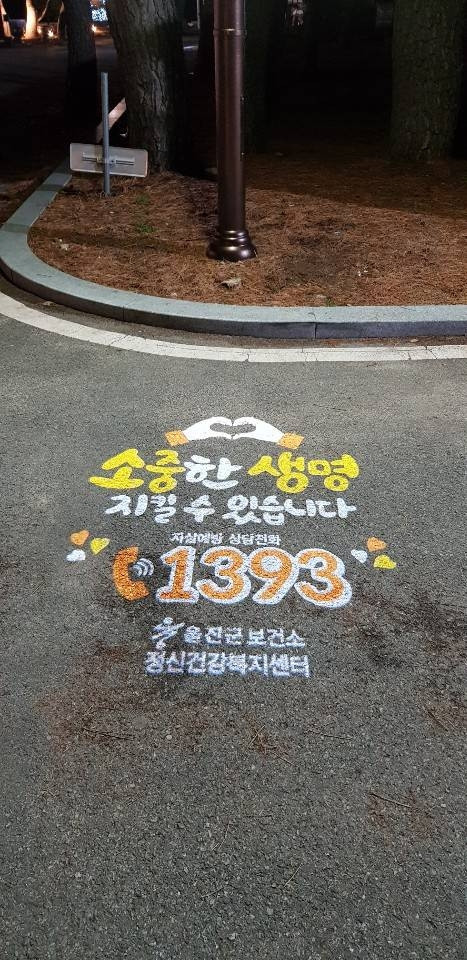 소중한 생명
지킬 수 있습니다
자살예방 상담전화
1393
울진군 보건소
정신건강복지센터